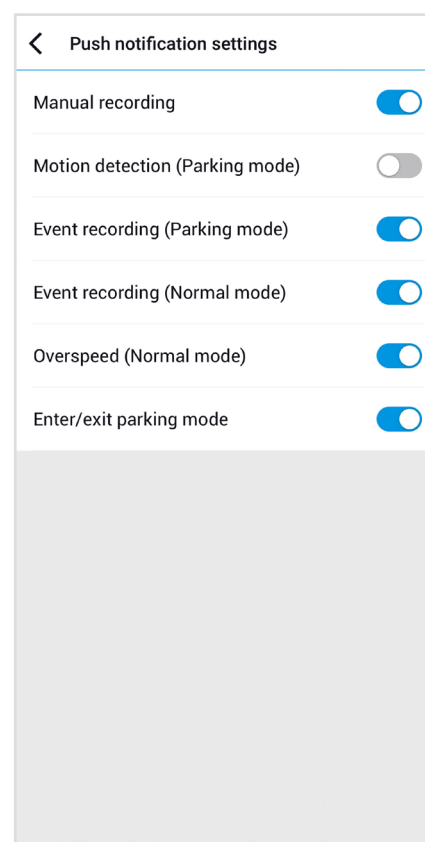 Push notification settings
Manual recording
Motion detection (Parking mode)
Event recording (Parking mode)
Event recording (Normal mode)
Overspeed (Normal mode)
Enter/exit parking mode